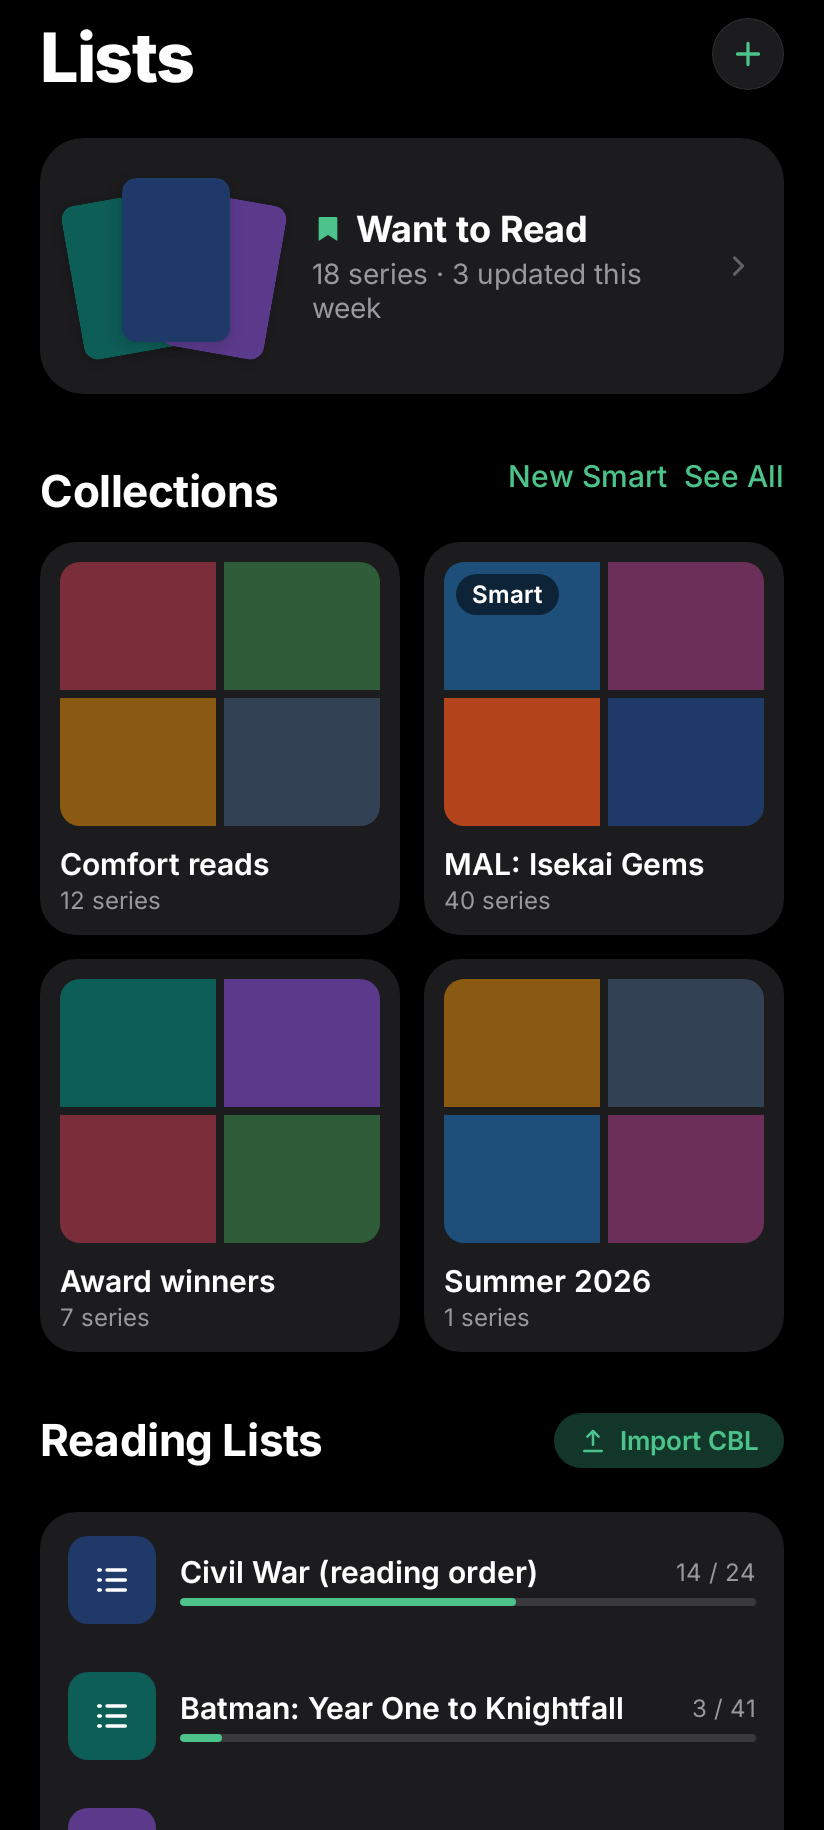 Lists
Want to Read
18 series · 3 updated this
week
Collections
New Smart See All
Smart
Comfort reads
12 series
MAL: Isekai Gems
40 series
Award winners
7 series
Summer 2026
1 series
Reading Lists
Import CBL
Civil War (reading order)
14 / 24
Batman: Year One to Knightfall
3 / 41